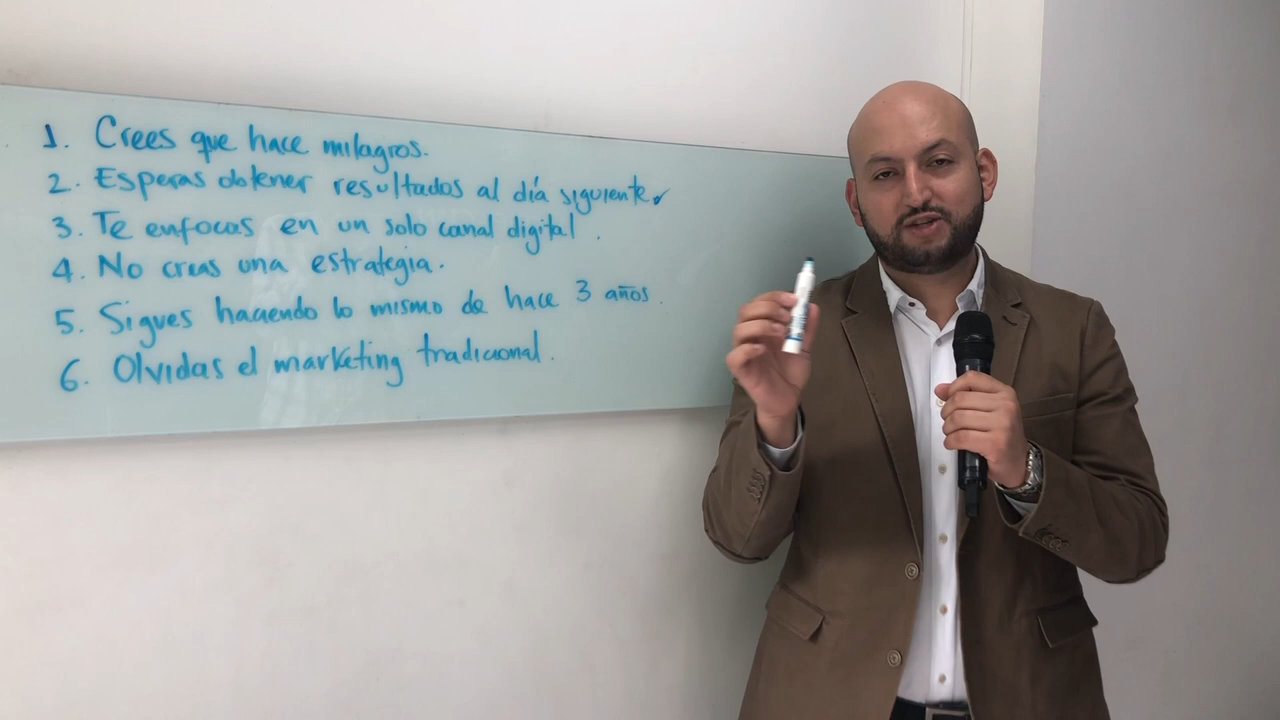 1. Crees que hace milagros.
2. Esperas obtener resultados al día siguiente.
3. Te enfocas en un solo canal digital.
4. No creas una estrategia.
5. Sigues haciendo lo mismo de hace 3 años.
6. Olvidas el marketing tradicional.